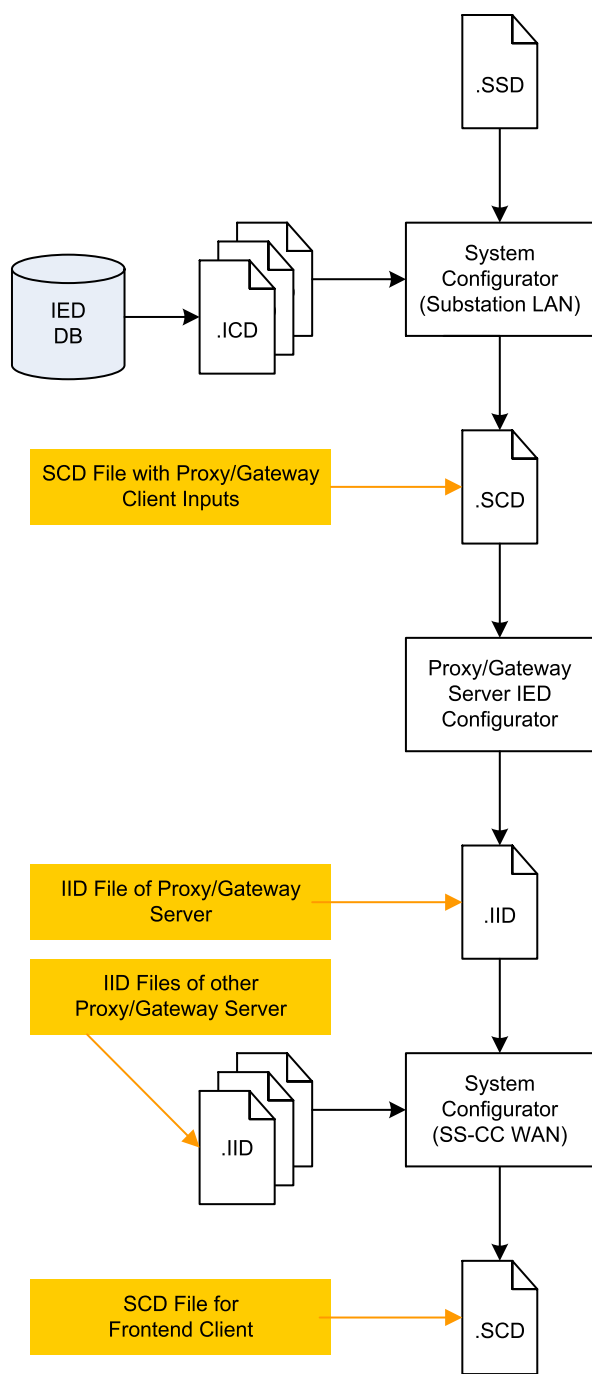 .SSD
System
Configurator
(Substation LAN)
IED
DB
.ICD
SCD File with Proxy/Gateway
Client Inputs
.SCD
Proxy/Gateway
Server IED
Configurator
IID File of Proxy/Gateway
Server
.IID
IID Files of other
Proxy/Gateway Server
System
Configurator
(SS-CC WAN)
.IID
SCD File for
Frontend Client
.SCD